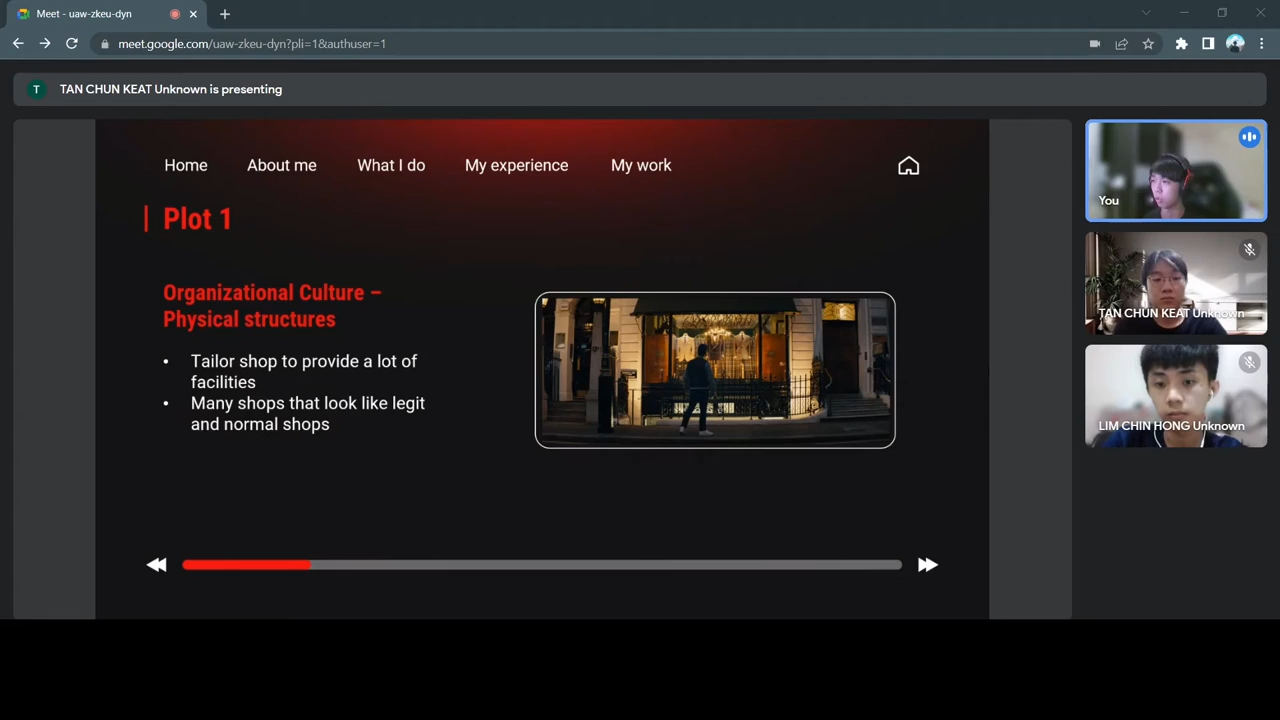 Meet - uaw-zkeu-dyn
meet.google.com/uaw-zkeu-dyn?pli=1&authuser=1
T
TAN CHUN KEAT Unknown is presenting
Home About me What I do My experience My work
Plot 1
Organizational Culture –
Physical structures
• Tailor shop to provide a lot of
facilities
• Many shops that look like legit
and normal shops
You
TAN CHUN KEAT Unknown
LIM CHIN HONG Unknown